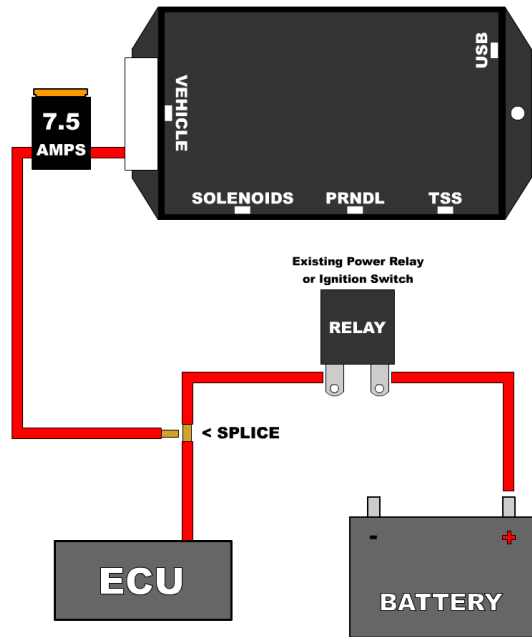 USB
VEHICLE
7.5
AMPS
SOLENOIDS
PRNDL
TSS
Existing Power Relay
or Ignition Switch
RELAY
< SPLICE
ECU
- +
BATTERY